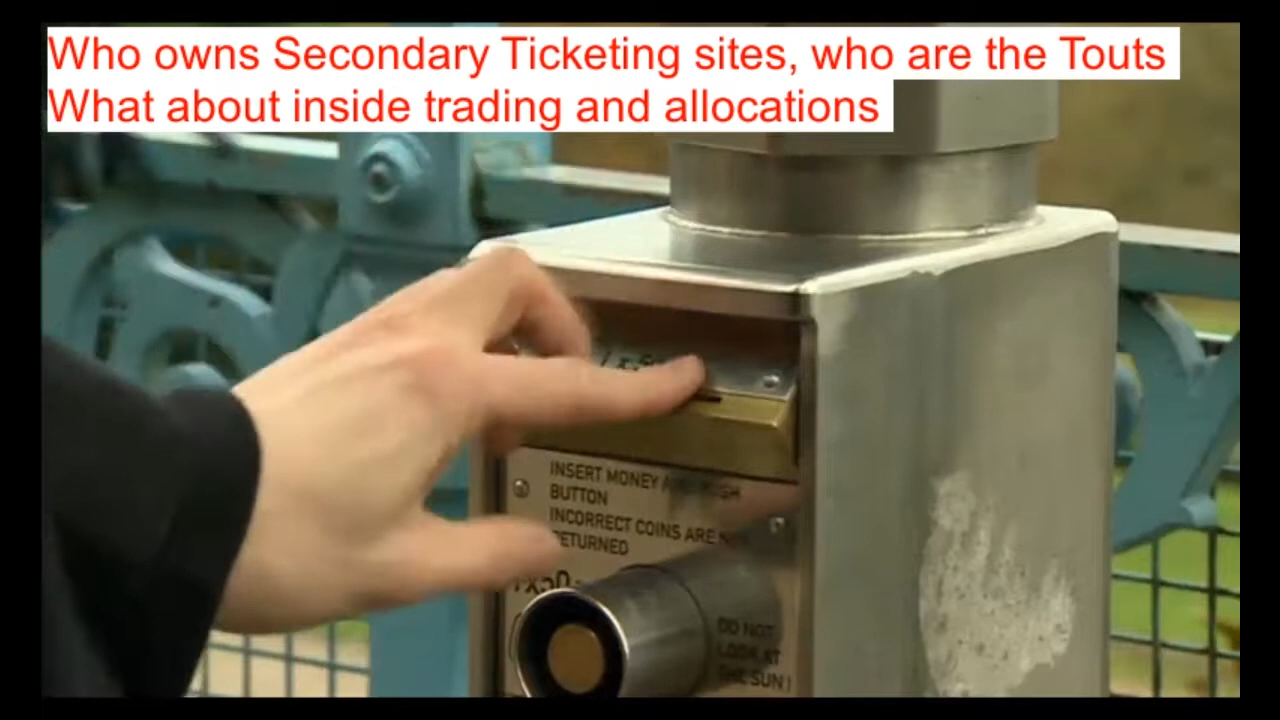 Who owns Secondary Ticketing sites, who are the Touts
What about inside trading and allocations
INSERT MONEY
BUTTON
INCORRECT COINS ARE
RETURNED
DO NOT
LOOK AT
THE SUN!